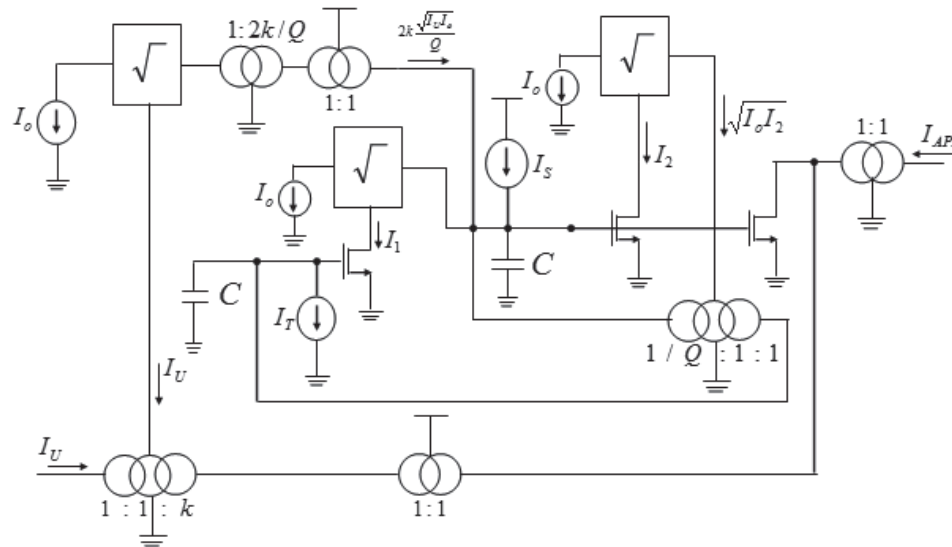 1:2k/Q
1:1
2k √(I_U I_o) / Q
I_o
√
I_o
√
√(I_o I_2)
1:1
I_AP
I_S
I_2
I_o
√
I_1
C
C
I_T
1 / Q : 1 : 1
I_U
I_U
1 : 1 : k
1:1